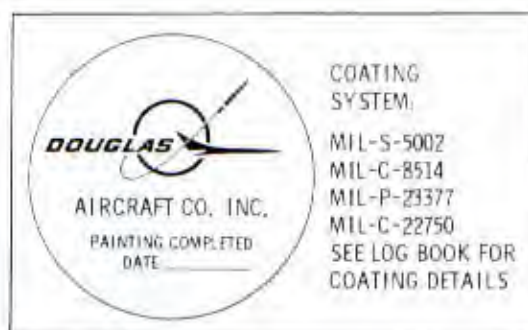 DOUGLAS
AIRCRAFT CO. INC.
PAINTING COMPLETED
DATE
COATING
SYSTEM:
MIL-S-5002
MIL-C-8514
MIL-P-23377
MIL-C-22750
SEE LOG BOOK FOR
COATING DETAILS